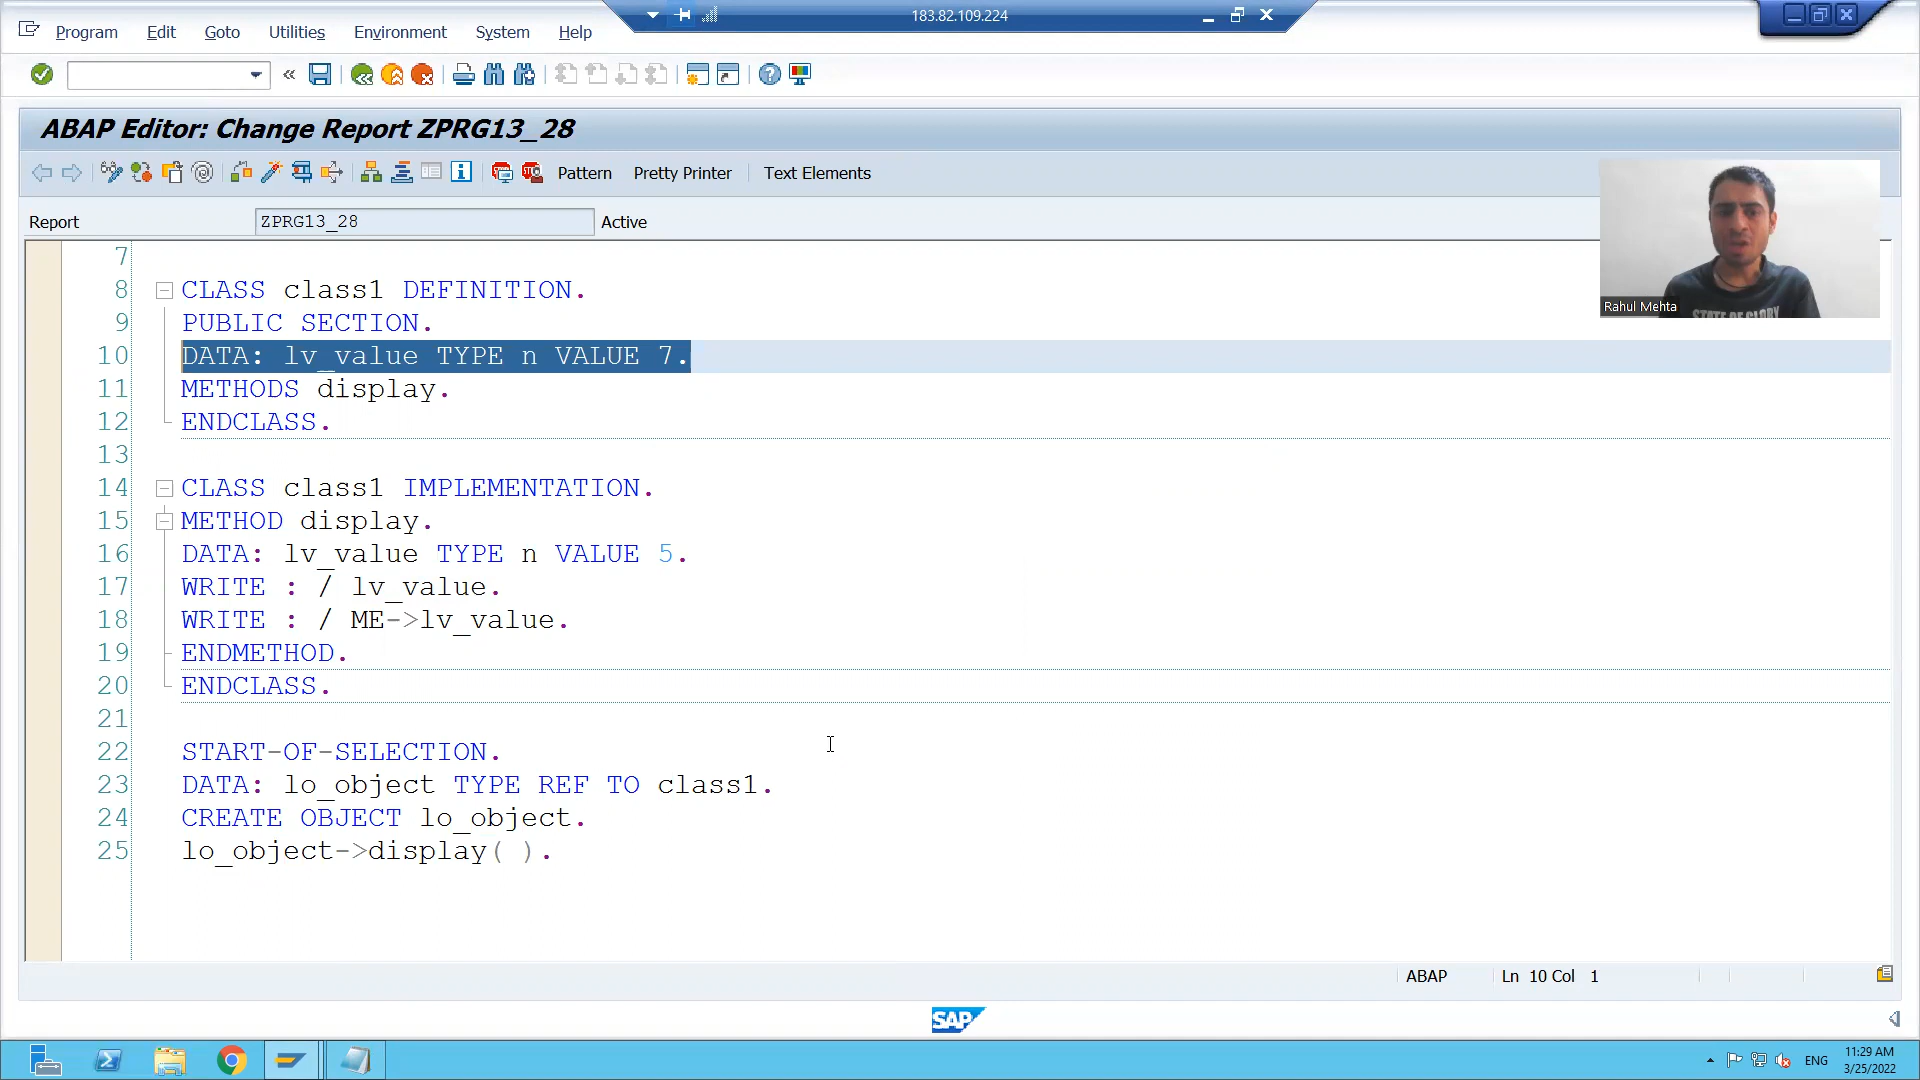 183.82.109.224
Program Edit Goto Utilities Environment System Help
ABAP Editor: Change Report ZPRG13_28
Pattern Pretty Printer Text Elements
Report ZPRG13_28 Active
Rahul Mehta
7
8 CLASS class1 DEFINITION.
9 PUBLIC SECTION.
10 DATA: lv_value TYPE n VALUE 7.
11 METHODS display.
12 ENDCLASS.
13
14 CLASS class1 IMPLEMENTATION.
15 METHOD display.
16 DATA: lv_value TYPE n VALUE 5.
17 WRITE : / lv_value.
18 WRITE : / ME->lv_value.
19 ENDMETHOD.
20 ENDCLASS.
21
22 START-OF-SELECTION.
23 DATA: lo_object TYPE REF TO class1.
24 CREATE OBJECT lo_object.
25 lo_object->display( ).
ABAP Ln 10 Col 1
SAP
ENG
11:29 AM
3/25/2022